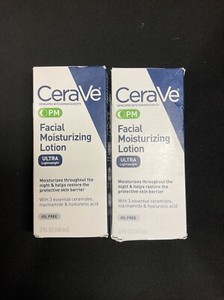 CeraVe
DEVELOPED WITH DERMATOLOGISTS
PM
Facial
Moisturizing
Lotion
ULTRA
Lightweight
Moisturizes throughout the
night & helps restore the
protective skin barrier
With 3 essential ceramides,
niacinamide & hyaluronic acid
OIL FREE
CeraVe
DEVELOPED WITH DERMATOLOGISTS
PM
Facial
Moisturizing
Lotion
ULTRA
Lightweight
Moisturizes throughout the
night & helps restore the
protective skin barrier
With 3 essential ceramides,
niacinamide & hyaluronic acid
OIL FREE